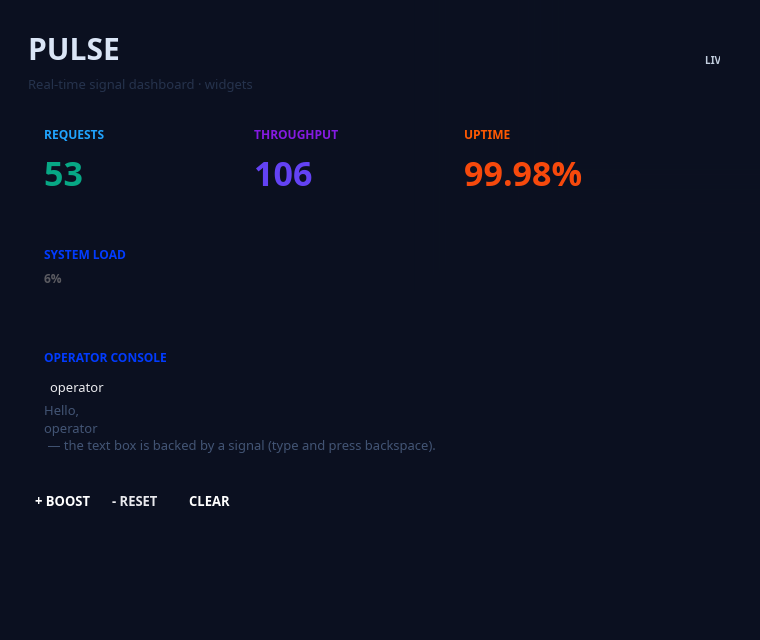 PULSE
LIV
Real-time signal dashboard · widgets
REQUESTS
THROUGHPUT
UPTIME
53
106
99.98%
SYSTEM LOAD
6%
OPERATOR CONSOLE
operator
Hello,
operator
— the text box is backed by a signal (type and press backspace).
+ BOOST
- RESET
CLEAR